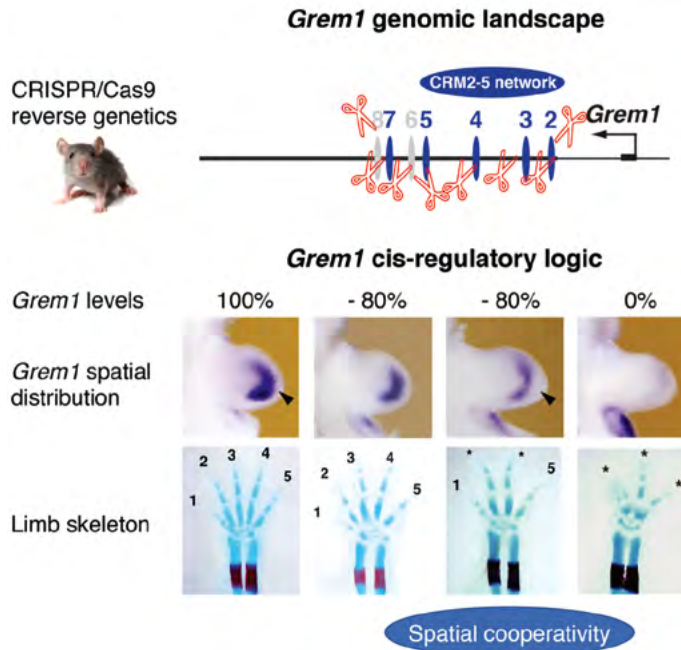 Grem1 genomic landscape
CRISPR/Cas9
reverse genetics
CRM2-5 network
8 7 6 5 4 3 2
Grem1
Grem1 cis-regulatory logic
Grem1 levels
100% - 80% - 80% 0%
Grem1 spatial
distribution
Limb skeleton
1 2 3 4 5
1 2 3 4 5
1 * * 5
* * *
Spatial cooperativity